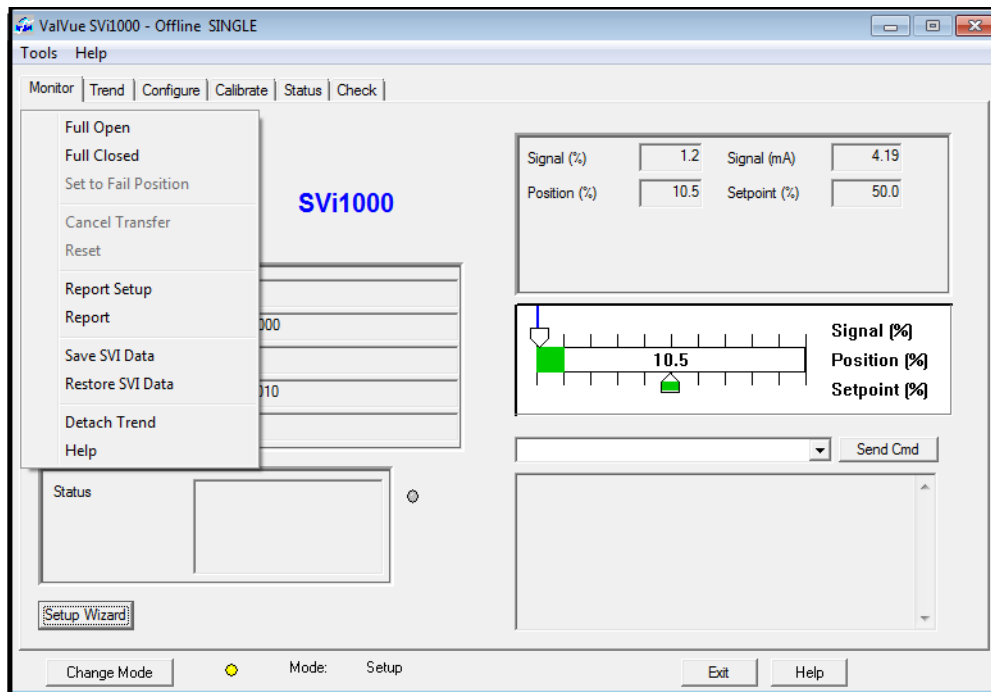 ValVue SVi1000 - Offline SINGLE
Tools Help
Monitor Trend Configure Calibrate Status Check
Full Open
Full Closed
Set to Fail Position
Cancel Transfer
Reset
Report Setup
Report
Save SVI Data
Restore SVI Data
Detach Trend
Help
SVi1000
000
010
Signal (%) 1.2 Signal (mA) 4.19
Position (%) 10.5 Setpoint (%) 50.0
Signal (%)
10.5 Position (%)
Setpoint (%)
Send Cmd
Status
Setup Wizard
Change Mode Mode: Setup Exit Help